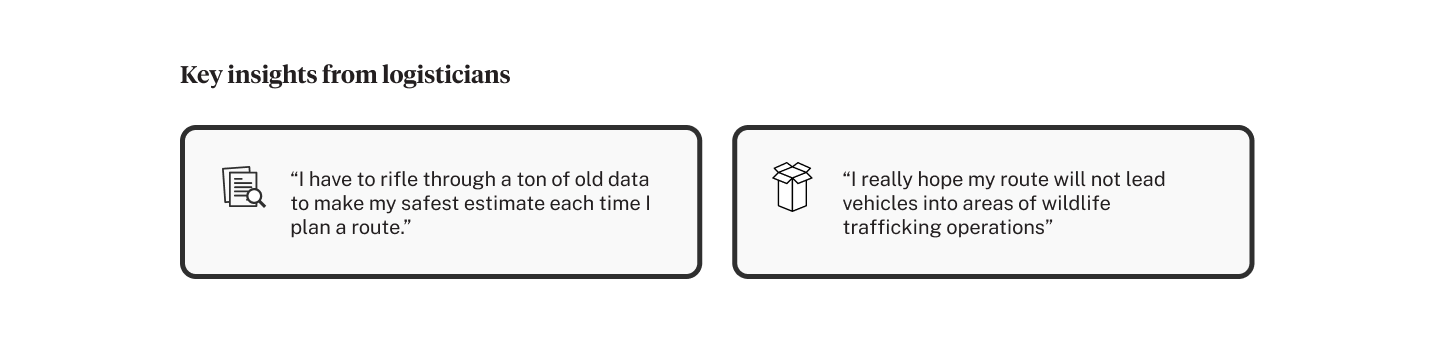 Key insights from logisticians
“I have to rifle through a ton of old data
to make my safest estimate each time I
plan a route.”
“I really hope my route will not lead
vehicles into areas of wildlife
trafficking operations”